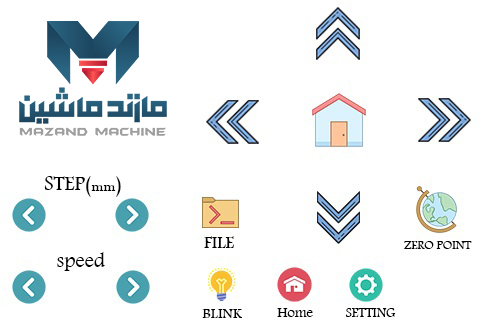 مازند ماشین
MAZAND MACHINE
STEP(mm)
speed
FILE
ZERO POINT
BLINK
Home
SETTING